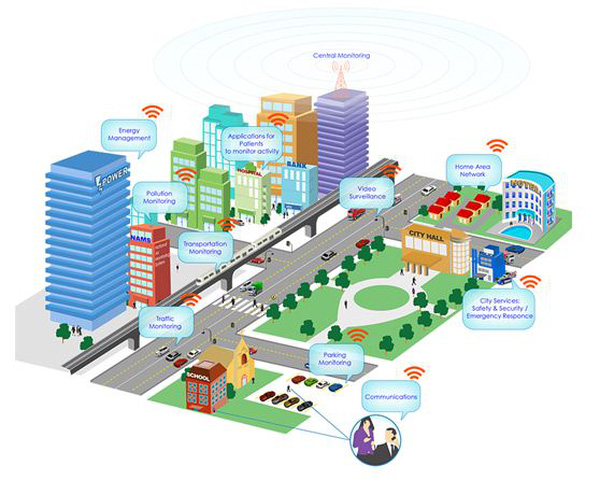 Central Monitoring
Energy
Management
Applications for
Patients
to monitor activity
POWER
HOSPITAL
BANK
Home Area
Network
Pollution
Monitoring
Video
Surveillance
HOTEL
NAMS
Transportation
Monitoring
CITY HALL
City Services:
Safety & Security /
Emergency Responce
Traffic
Monitoring
Parking
Monitoring
SCHOOL
Communications